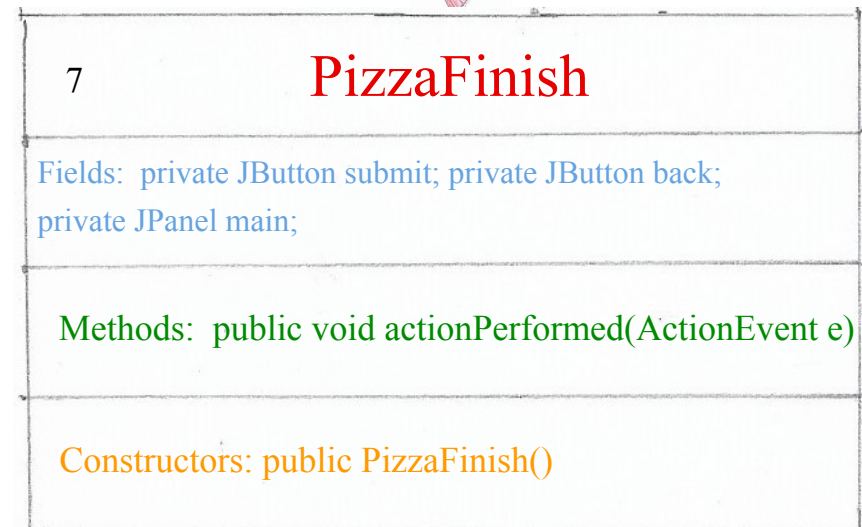 7 PizzaFinish
Fields:  private JButton submit; private JButton back;
private JPanel main;
Methods:  public void actionPerformed(ActionEvent e)
Constructors: public PizzaFinish()